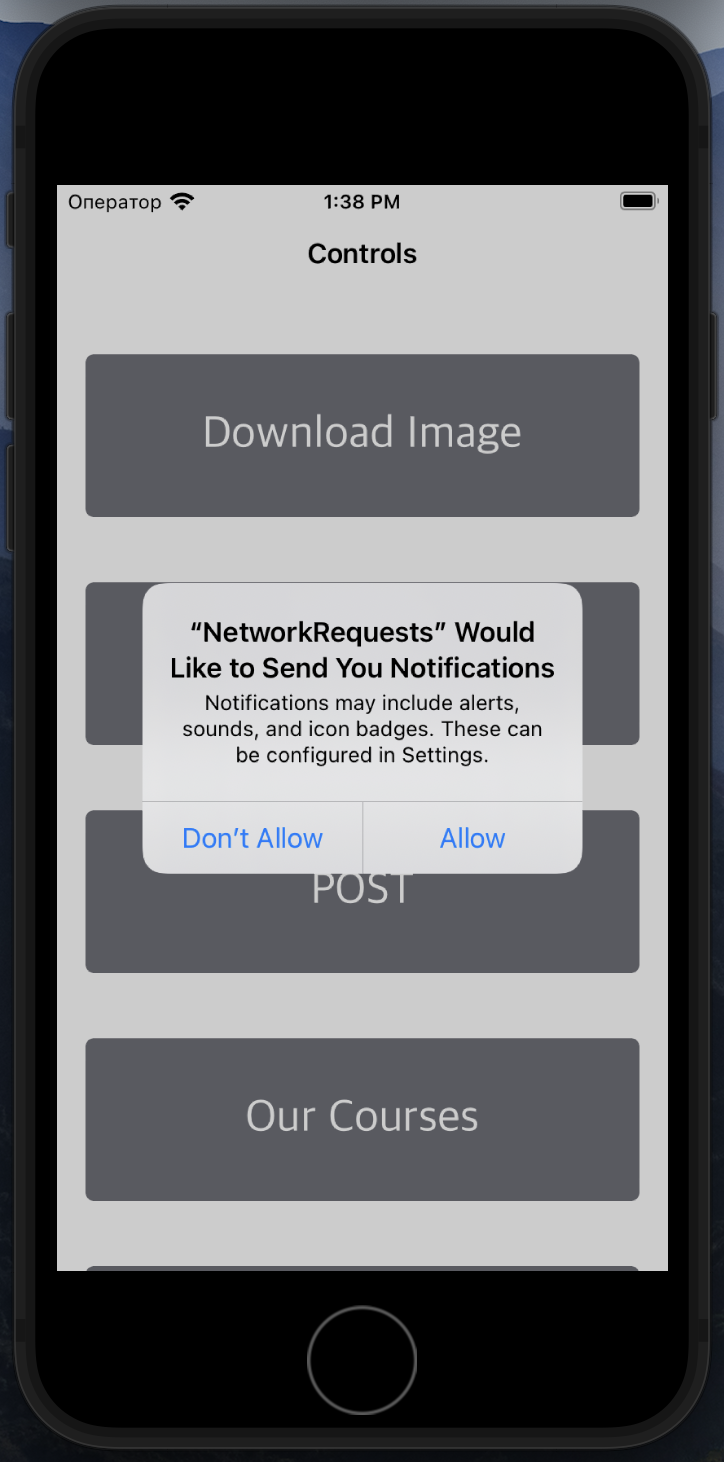 Оператор 1:38 PM
Controls
Download Image
“NetworkRequests” Would
Like to Send You Notifications
Notifications may include alerts,
sounds, and icon badges. These can
be configured in Settings.
Don’t Allow Allow
POST
Our Courses